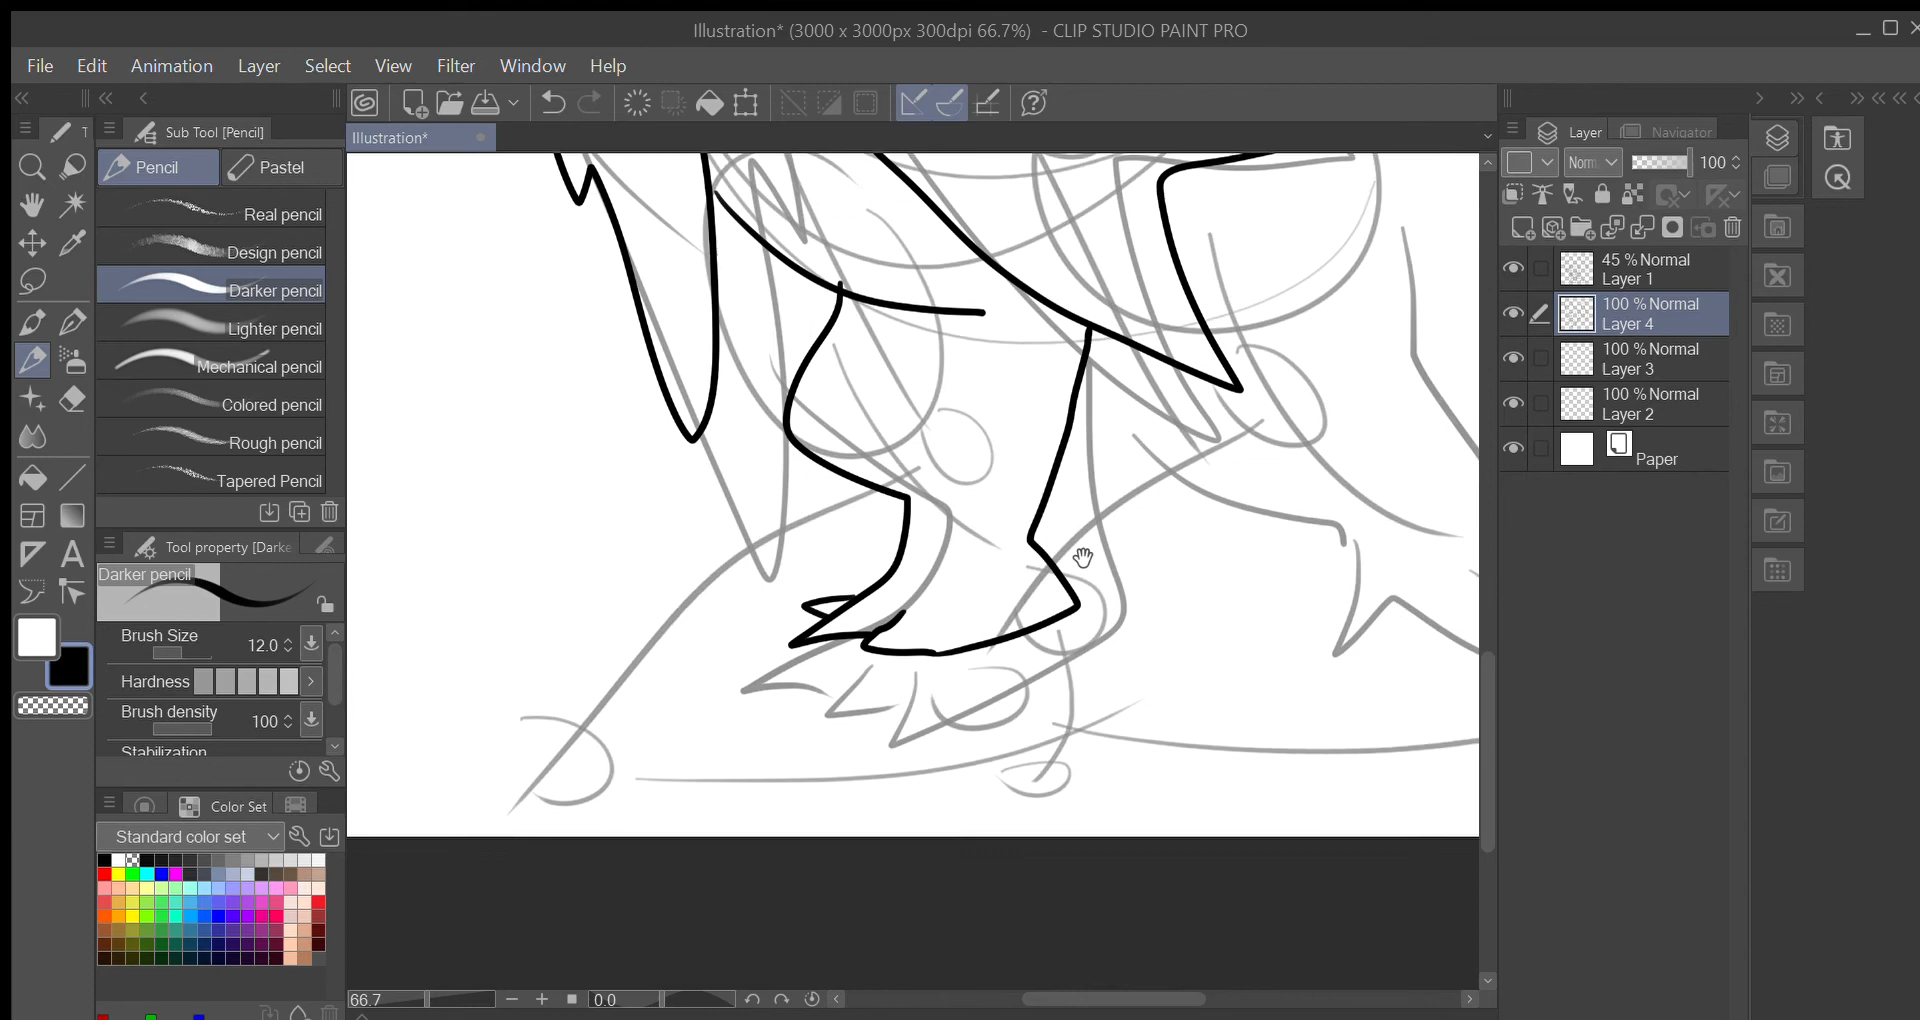 Illustration* (3000 x 3000px 300dpi 66.7%) - CLIP STUDIO PAINT PRO
File Edit Animation Layer Select View Filter Window Help
T
Sub Tool [Pencil]
Pencil Pastel
Real pencil
Design pencil
Darker pencil
Lighter pencil
Mechanical pencil
Colored pencil
Rough pencil
Tapered Pencil
Tool property [Darke
Darker pencil
Brush Size 12.0
Hardness
Brush density 100
Stabilization
Color Set
Standard color set
Illustration*
66.7 0.0
Layer Navigator
Norm 100
45 % Normal
Layer 1
100 % Normal
Layer 4
100 % Normal
Layer 3
100 % Normal
Layer 2
Paper